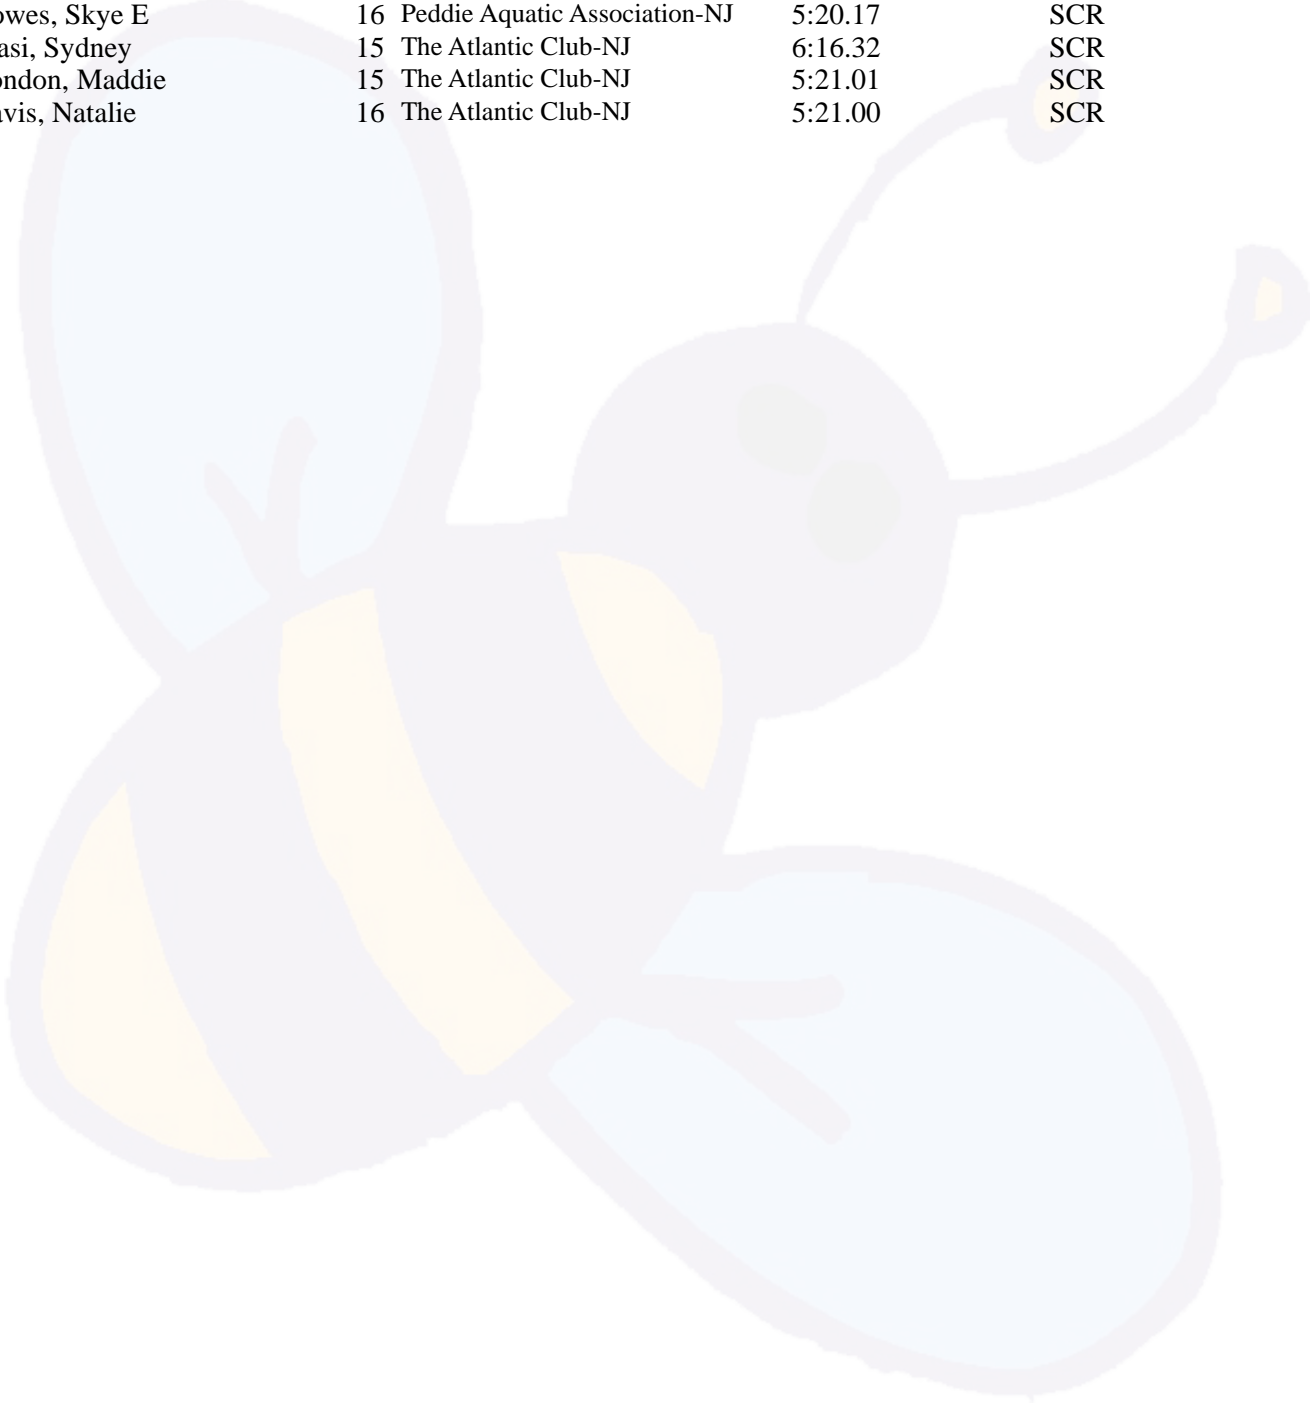 owes, Skye E 16 Peddie Aquatic Association-NJ 5:20.17 SCR
asi, Sydney 15 The Atlantic Club-NJ 6:16.32 SCR
ondon, Maddie 15 The Atlantic Club-NJ 5:21.01 SCR
avis, Natalie 16 The Atlantic Club-NJ 5:21.00 SCR